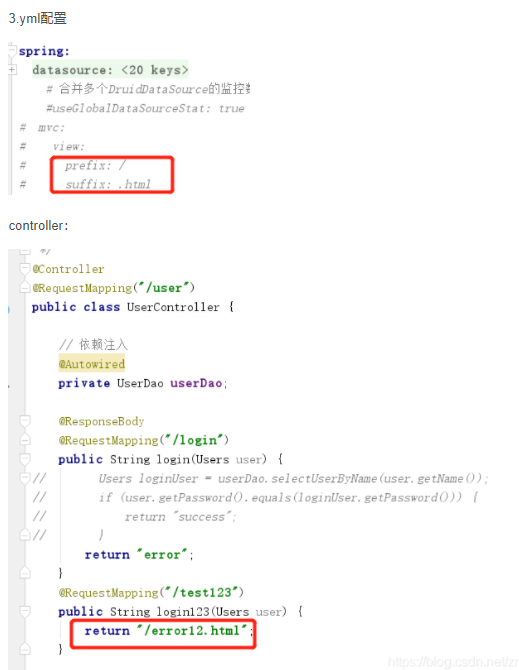 3.yml配置
spring:
datasource: <20 keys>
# 合并多个DruidDataSource的监控数
#useGlobalDataSourceStat: true
# mvc:
# view:
# prefix: /
# suffix: .html
controller：
*/
@Controller
@RequestMapping("/user")
public class UserController {
// 依赖注入
@Autowired
private UserDao userDao;
@ResponseBody
@RequestMapping("/login")
public String login(Users user) {
// Users loginUser = userDao.selectUserByName(user.getName());
// if (user.getPassword().equals(loginUser.getPassword())) {
// return "success";
// }
return "error";
}
@RequestMapping("/test123")
public String login123(Users user) {
return "/error12.html";
}